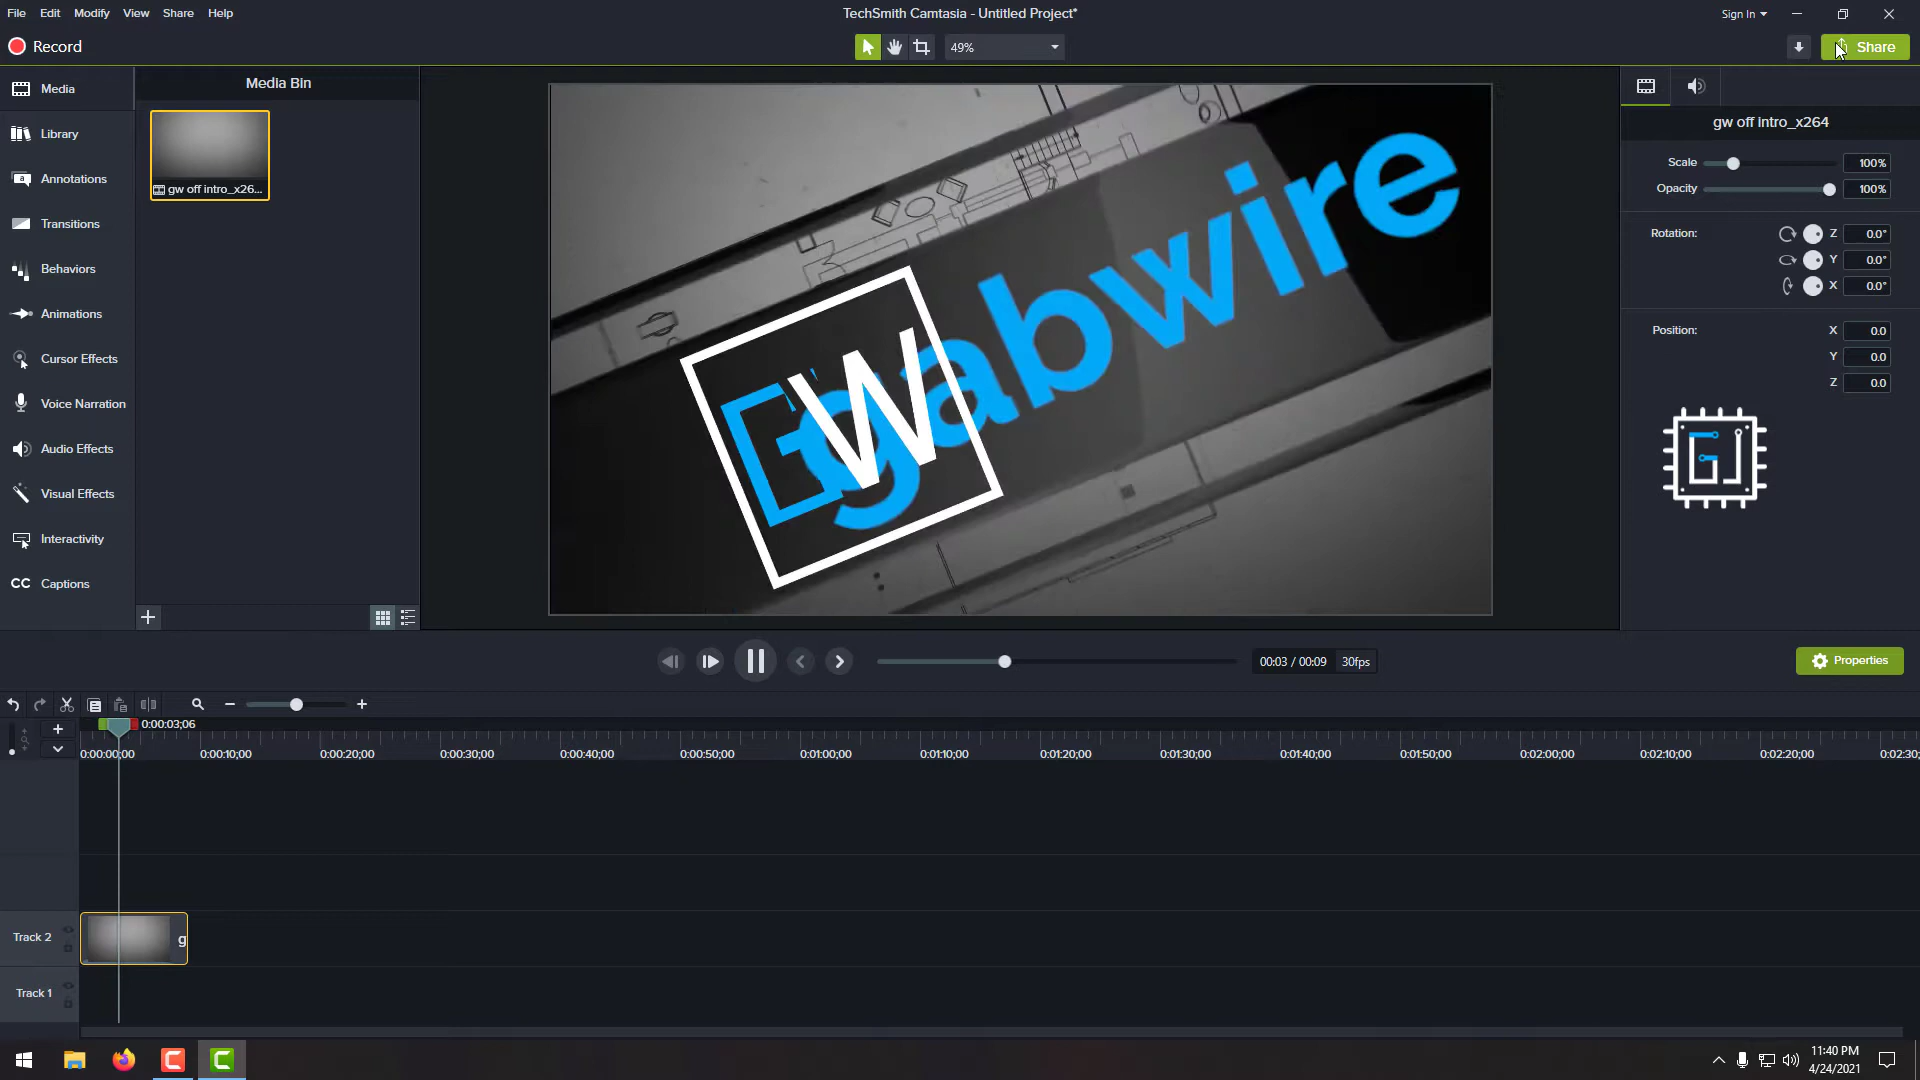 File Edit Modify View Share Help
TechSmith Camtasia - Untitled Project*
Sign In
Record
49%
Share
Media
Library
Annotations
Transitions
Behaviors
Animations
Cursor Effects
Voice Narration
Audio Effects
Visual Effects
Interactivity
CC Captions
Media Bin
gw off intro_x26...
gabwire
W
gw off intro_x264
Scale 100%
Opacity 100%
Rotation: Z 0.0°
Y 0.0°
X 0.0°
Position: X 0.0
Y 0.0
Z 0.0
00:03 / 00:09 30fps
Properties
0:00:03;06
0:00:00;00 0:00:10;00 0:00:20;00 0:00:30;00 0:00:40;00 0:00:50;00 0:01:00;00 0:01:10;00 0:01:20;00 0:01:30;00 0:01:40;00 0:01:50;00 0:02:00;00 0:02:10;00 0:02:20;00 0:02:30;
Track 2
g
Track 1
11:40 PM
4/24/2021